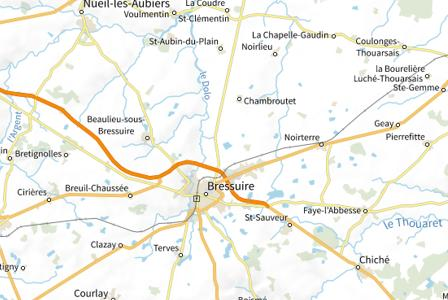 La Coudre
Nueil-les-Aubiers
Voulmentin
St-Clémentin
St-Aubin-du-Plain
La Chapelle-Gaudin
Noirlieu
Coulonges-
Thouarsais
la Bourelière
Luché-Thouarsais
Ste-Gemme
le Dolo
Chambroutet
l'Argent
Beaulieu-sous-
Bressuire
Geay
Noirterre
Pierrefitte
Bretignolles
Cirières
Breuil-Chaussée
Bressuire
St-Sauveur
Faye-l'Abbesse
le Thouaret
Clazay
Terves
Chiché
Courlay